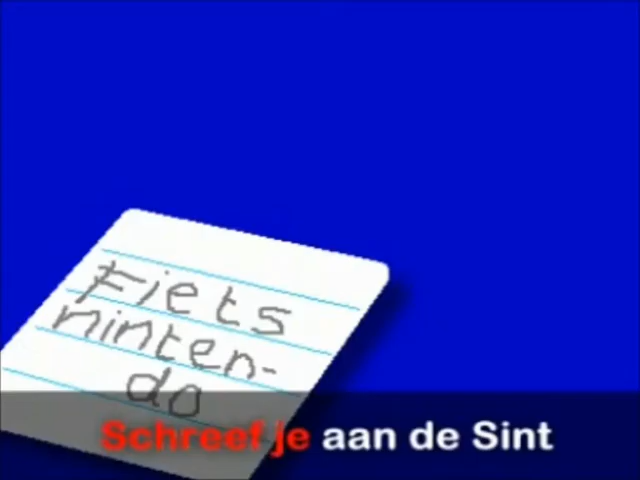 Fiets
ninten-
do
Schreef je aan de Sint